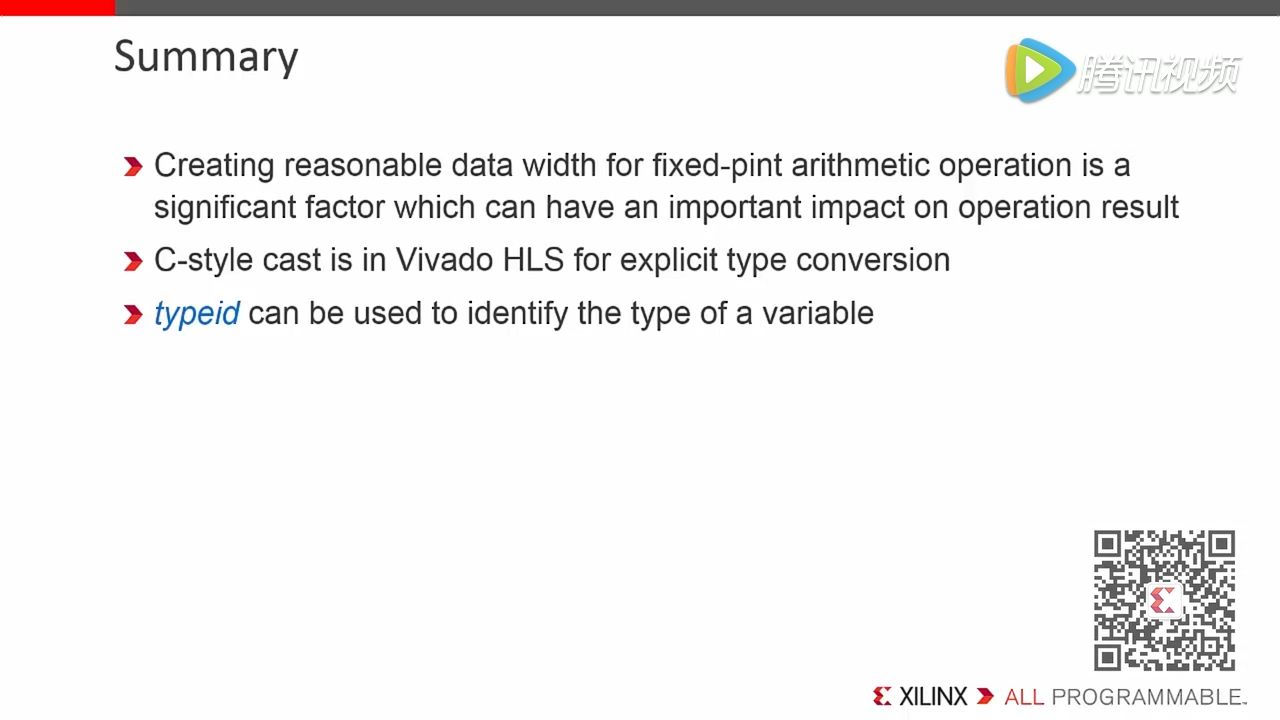 Summary
腾讯视频
Creating reasonable data width for fixed-pint arithmetic operation is a
significant factor which can have an important impact on operation result
C-style cast is in Vivado HLS for explicit type conversion
typeid can be used to identify the type of a variable
XILINX ALL PROGRAMMABLE™